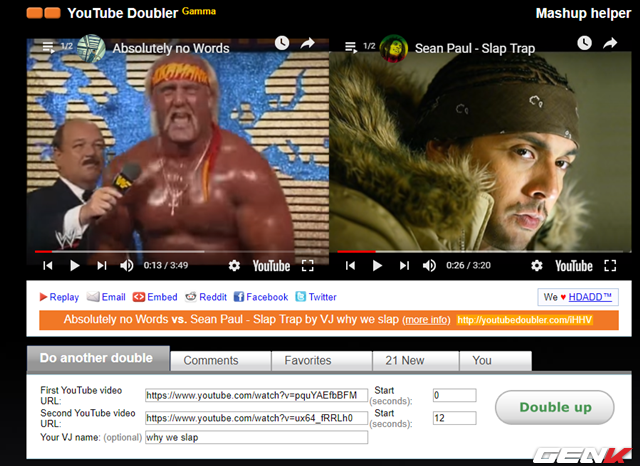 YouTube Doubler Gamma
Mashup helper
1/2 Absolutely no Words
1/2 Sean Paul - Slap Trap
0:13 / 3:49 YouTube
0:26 / 3:20 YouTube
Replay Email Embed Reddit Facebook Twitter
We ♥ HDADD™
Absolutely no Words vs. Sean Paul - Slap Trap by VJ why we slap (more info) http://youtubedoubler.com/iHHV
Do another double Comments Favorites 21 New You
First YouTube video URL: https://www.youtube.com/watch?v=pquYAEfbBFM Start (seconds): 0
Second YouTube video URL: https://www.youtube.com/watch?v=ux64_fRRLh0 Start (seconds): 12
Your VJ name: (optional) why we slap
Double up
GENK